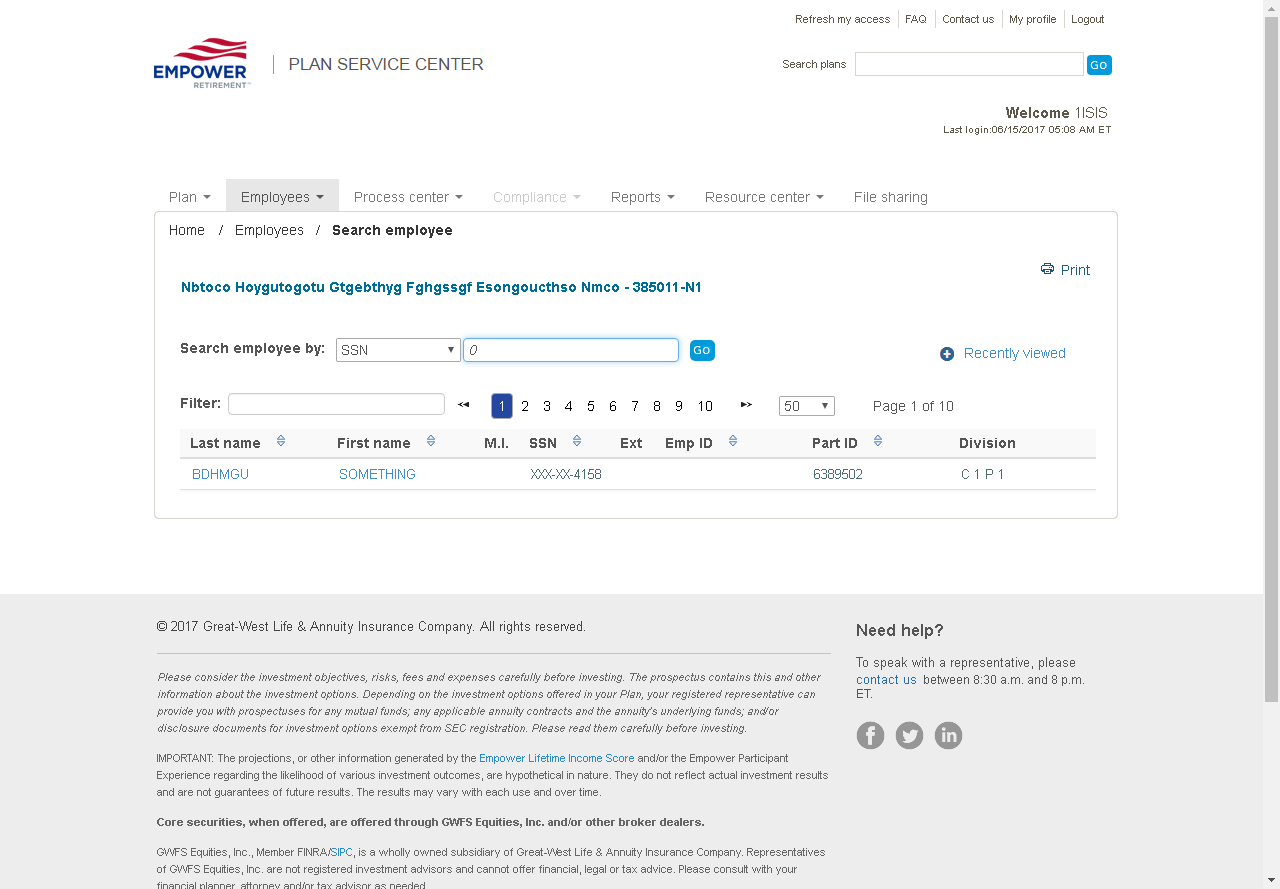 Refresh my access FAQ Contact us My profile Logout
EMPOWER
RETIREMENT
PLAN SERVICE CENTER
Search plans Go
Welcome 1ISIS
Last login:06/15/2017 05:08 AM ET
Plan Employees Process center Compliance Reports Resource center File sharing
Home / Employees / Search employee
Print
Nbtoco Hoygutogotu Gtgebthyg Fghgssgf Esongoucthso Nmco - 385011-N1
Search employee by: SSN 0 Go
Recently viewed
Filter: 1 2 3 4 5 6 7 8 9 10 50 Page 1 of 10
Last name First name M.I. SSN Ext Emp ID Part ID Division
BDHMGU SOMETHING XXX-XX-4158 6389502 C 1 P 1
© 2017 Great-West Life & Annuity Insurance Company. All rights reserved.
Please consider the investment objectives, risks, fees and expenses carefully before investing. The prospectus contains this and other
information about the investment options. Depending on the investment options offered in your Plan, your registered representative can
provide you with prospectuses for any mutual funds; any applicable annuity contracts and the annuity's underlying funds; and/or
disclosure documents for investment options exempt from SEC registration. Please read them carefully before investing.
IMPORTANT: The projections, or other information generated by the Empower Lifetime Income Score and/or the Empower Participant
Experience regarding the likelihood of various investment outcomes, are hypothetical in nature. They do not reflect actual investment results
and are not guarantees of future results. The results may vary with each use and over time.
Core securities, when offered, are offered through GWFS Equities, Inc. and/or other broker dealers.
GWFS Equities, Inc., Member FINRA/SIPC, is a wholly owned subsidiary of Great-West Life & Annuity Insurance Company. Representatives
of GWFS Equities, Inc. are not registered investment advisors and cannot offer financial, legal or tax advice. Please consult with your
financial planner, attorney and/or tax advisor as needed.
Need help?
To speak with a representative, please
contact us between 8:30 a.m. and 8 p.m.
ET.